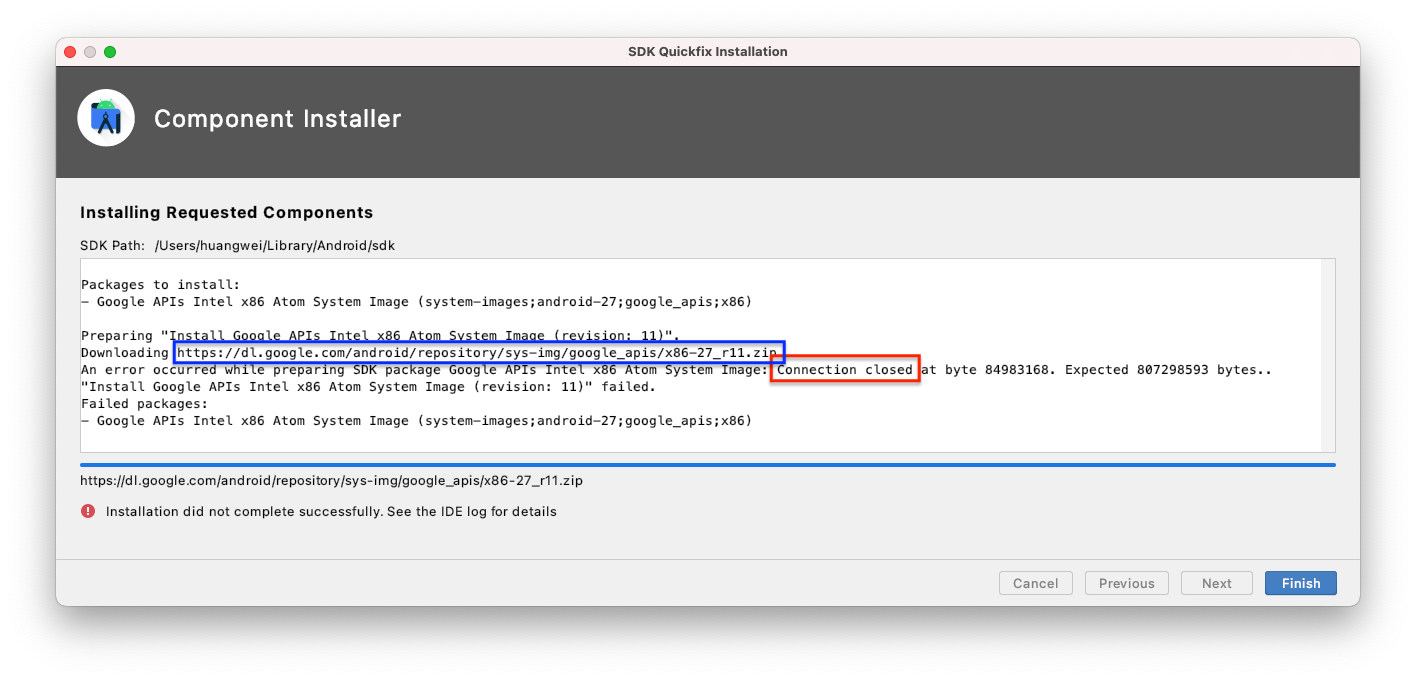 SDK Quickfix Installation
Component Installer
Installing Requested Components
SDK Path: /Users/huangwei/Library/Android/sdk
Packages to install:
- Google APIs Intel x86 Atom System Image (system-images;android-27;google_apis;x86)
Preparing "Install Google APIs Intel x86 Atom System Image (revision: 11)".
Downloading https://dl.google.com/android/repository/sys-img/google_apis/x86-27_r11.zip
An error occurred while preparing SDK package Google APIs Intel x86 Atom System Image: Connection closed at byte 84983168. Expected 807298593 bytes..
"Install Google APIs Intel x86 Atom System Image (revision: 11)" failed.
Failed packages:
- Google APIs Intel x86 Atom System Image (system-images;android-27;google_apis;x86)
https://dl.google.com/android/repository/sys-img/google_apis/x86-27_r11.zip
Installation did not complete successfully. See the IDE log for details
Cancel Previous Next Finish